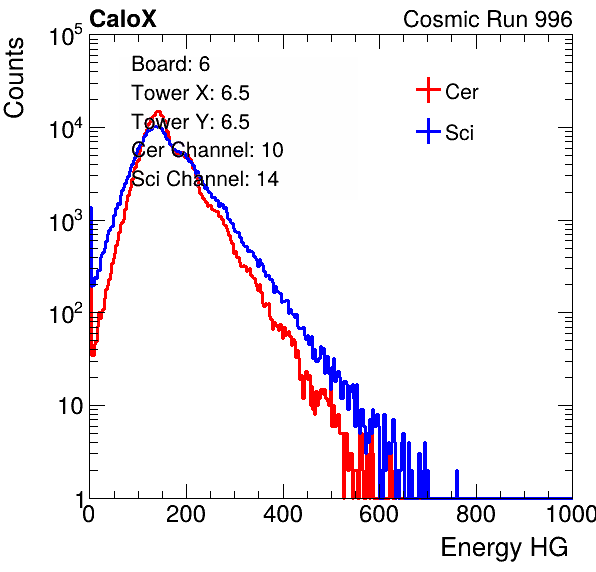 CaloX
Cosmic Run 996
Counts
Board: 6
Tower X: 6.5
Tower Y: 6.5
Cer Channel: 10
Sci Channel: 14
Cer
Sci
10^5
10^4
10^3
10^2
10
1
0 200 400 600 800 1000
Energy HG